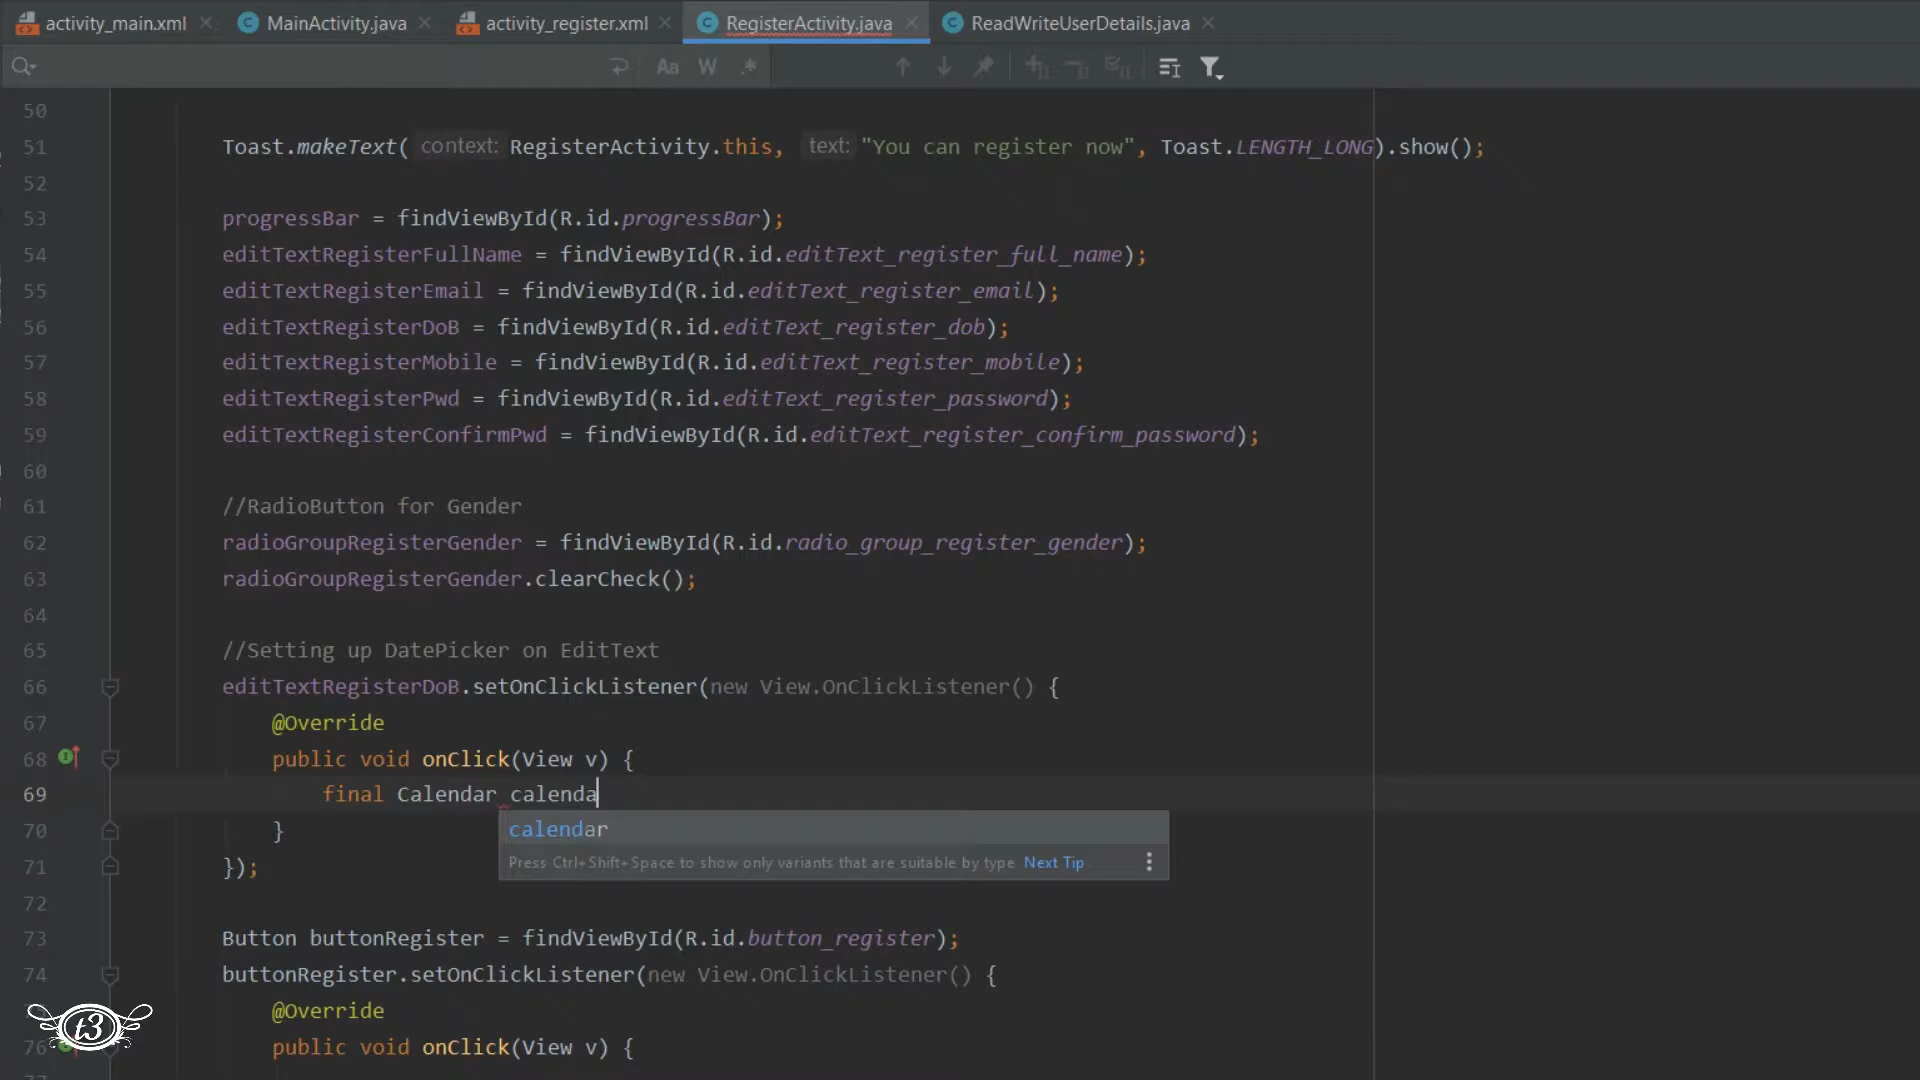 activity_main.xml MainActivity.java activity_register.xml RegisterActivity.java ReadWriteUserDetails.java
Aa W .*
50
51 Toast.makeText( context: RegisterActivity.this, text: "You can register now", Toast.LENGTH_LONG).show();
52
53 progressBar = findViewById(R.id.progressBar);
54 editTextRegisterFullName = findViewById(R.id.editText_register_full_name);
55 editTextRegisterEmail = findViewById(R.id.editText_register_email);
56 editTextRegisterDoB = findViewById(R.id.editText_register_dob);
57 editTextRegisterMobile = findViewById(R.id.editText_register_mobile);
58 editTextRegisterPwd = findViewById(R.id.editText_register_password);
59 editTextRegisterConfirmPwd = findViewById(R.id.editText_register_confirm_password);
60
61 //RadioButton for Gender
62 radioGroupRegisterGender = findViewById(R.id.radio_group_register_gender);
63 radioGroupRegisterGender.clearCheck();
64
65 //Setting up DatePicker on EditText
66 editTextRegisterDoB.setOnClickListener(new View.OnClickListener() {
67 @Override
68 public void onClick(View v) {
69 final Calendar calenda
calendar
70 }
Press Ctrl+Shift+Space to show only variants that are suitable by type Next Tip
71 });
72
73 Button buttonRegister = findViewById(R.id.button_register);
74 buttonRegister.setOnClickListener(new View.OnClickListener() {
@Override
76 public void onClick(View v) {
t3